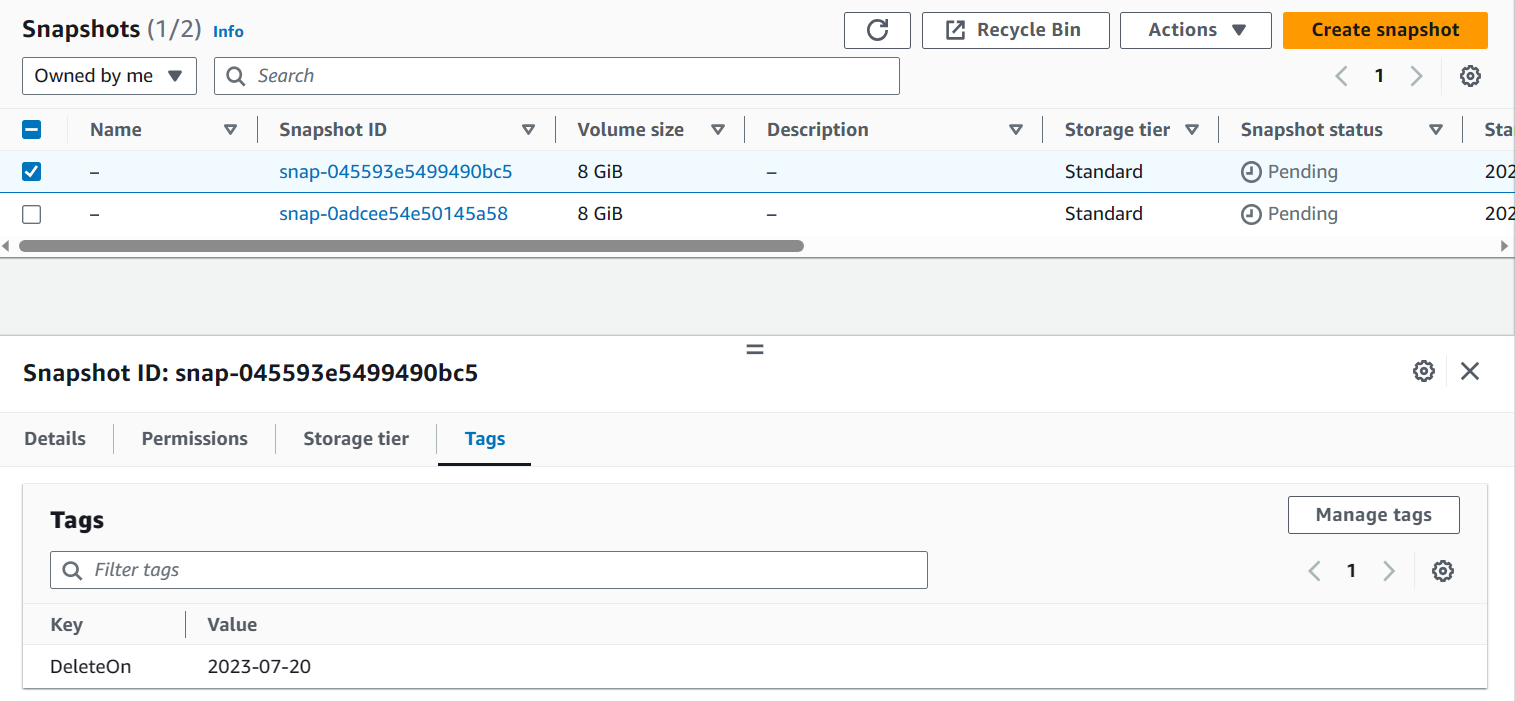 Snapshots (1/2) Info Recycle Bin Actions Create snapshot
Owned by me Search 1
Name Snapshot ID Volume size Description Storage tier Snapshot status Sta
– snap-045593e5499490bc5 8 GiB – Standard Pending 202
– snap-0adcee54e50145a58 8 GiB – Standard Pending 202
Snapshot ID: snap-045593e5499490bc5
Details Permissions Storage tier Tags
Tags Manage tags
Filter tags 1
Key Value
DeleteOn 2023-07-20